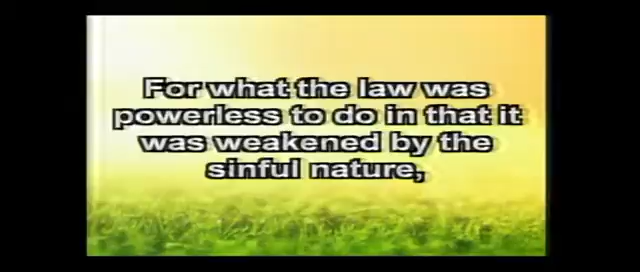 For what the law was
powerless to do in that it
was weakened by the
sinful nature,